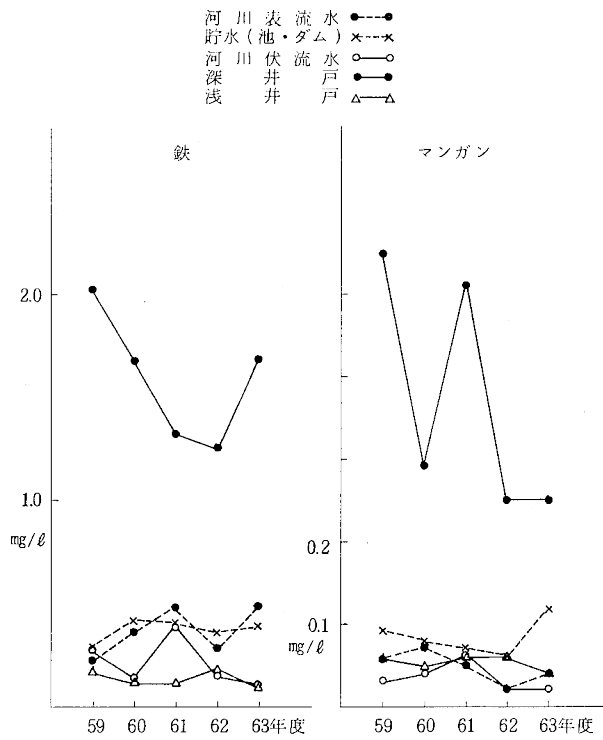 河川表流水
貯水(池・ダム)
河川伏流水
深井戸
浅井戸
鉄
マンガン
2.0
1.0
mg/ℓ
0.2
0.1
mg/ℓ
59 60 61 62 63年度
59 60 61 62 63年度